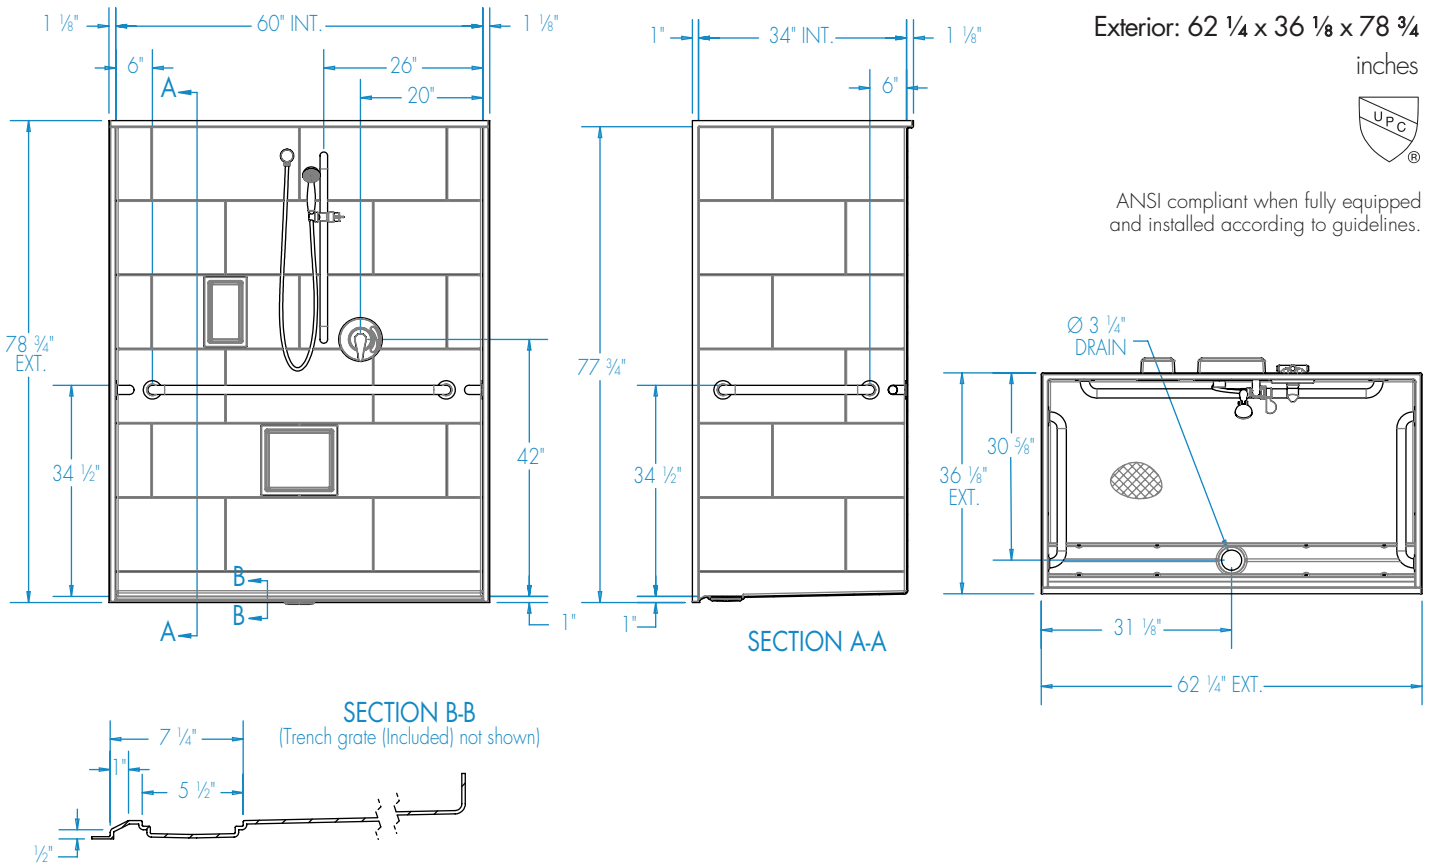 1 ⅛"
60" INT.
1 ⅛"
1"
34" INT.
1 ⅛"
Exterior: 62 ¼ x 36 ⅛ x 78 ¾
inches
6"
26"
20"
6"
A
UPC
®
ANSI compliant when fully equipped
and installed according to guidelines.
78 ¾"
EXT.
77 ¾"
Ø 3 ¼"
DRAIN
34 ½"
42"
34 ½"
30 ⅝"
36 ⅛"
EXT.
B
B
A
1"
1"
SECTION A-A
31 ⅛"
62 ¼" EXT.
SECTION B-B
(Trench grate (Included) not shown)
7 ¼"
1"
5 ½"
½"